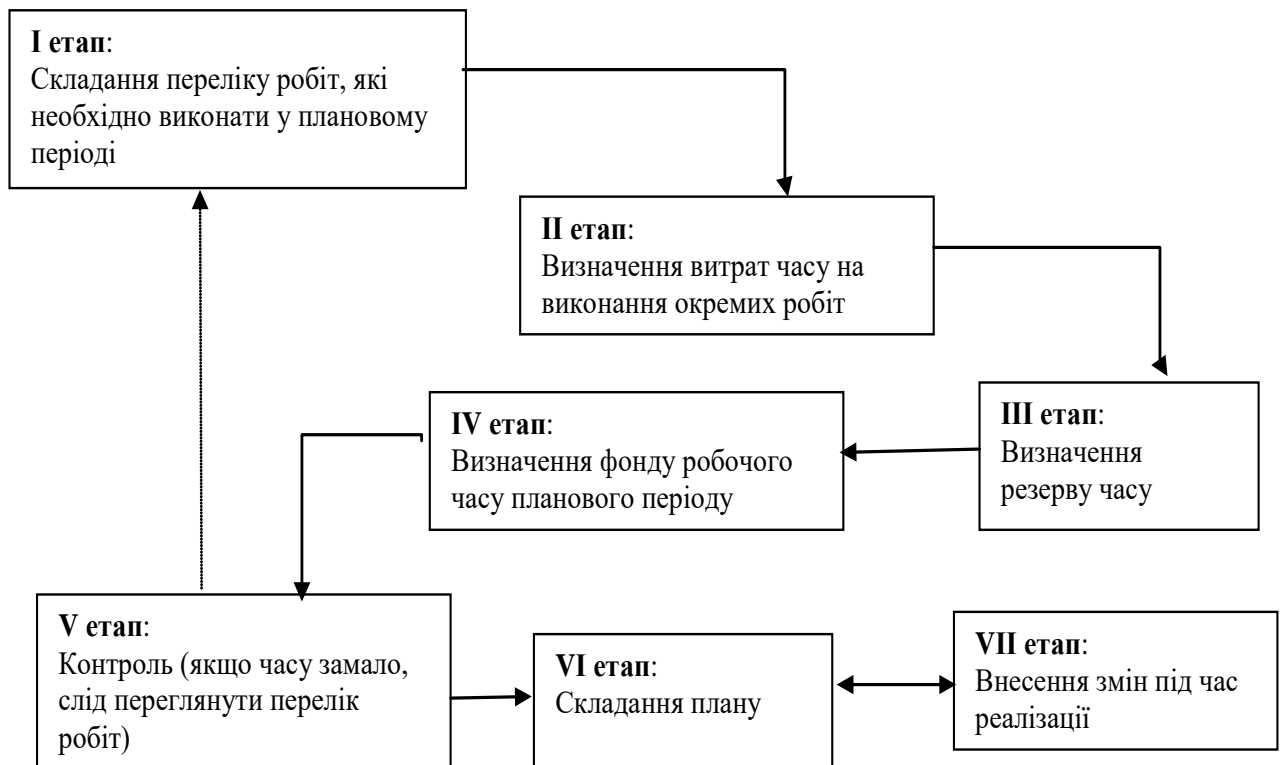 I етап:
Складання переліку робіт, які
необхідно виконати у плановому
періоді
II етап:
Визначення витрат часу на
виконання окремих робіт
III етап:
Визначення
резерву часу
IV етап:
Визначення фонду робочого
часу планового періоду
V етап:
Контроль (якщо часу замало,
слід переглянути перелік
робіт)
VI етап:
Складання плану
VII етап:
Внесення змін під час
реалізації